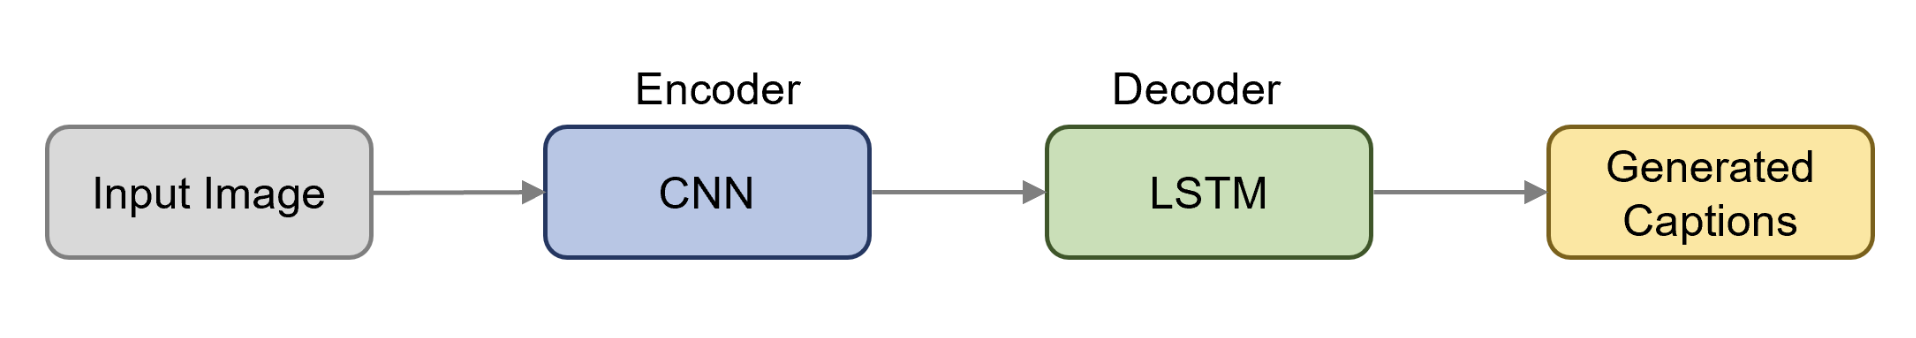 Encoder
Decoder
Input Image
CNN
LSTM
Generated
Captions